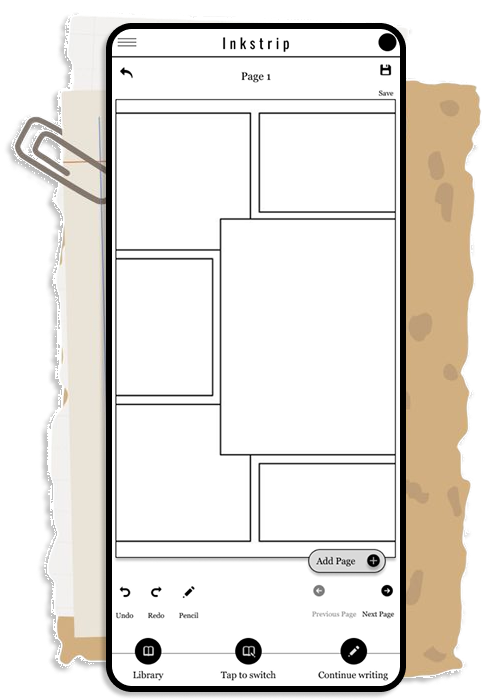 Inkstrip
Page 1
Save
Add Page
Undo Redo Pencil
Previous Page Next Page
Library Tap to switch Continue writing